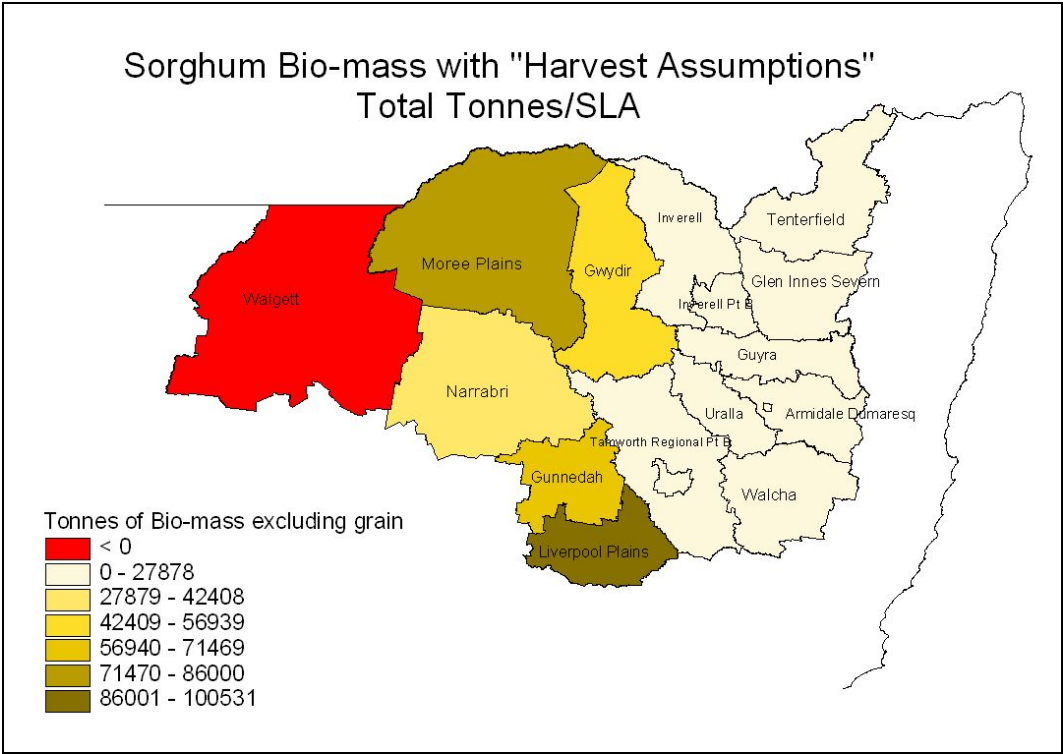 Sorghum Bio-mass with "Harvest Assumptions"
Total Tonnes/SLA
Inverell
Tenterfield
Moree Plains
Gwydir
Glen Innes Severn
Walgett
Inverell Pt B
Guyra
Narrabri
Uralla
Armidale Dumaresq
Tamworth Regional Pt B
Gunnedah
Walcha
Liverpool Plains
Tonnes of Bio-mass excluding grain
< 0
0 - 27878
27879 - 42408
42409 - 56939
56940 - 71469
71470 - 86000
86001 - 100531